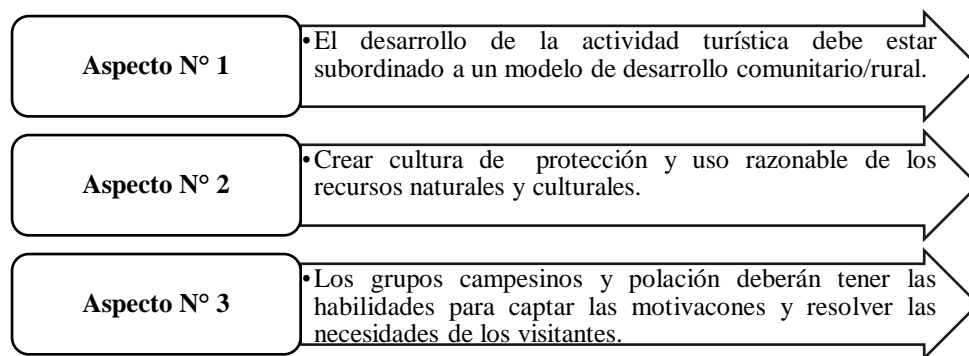 Aspecto N° 1
•El desarrollo de la actividad turística debe estar
subordinado a un modelo de desarrollo comunitario/rural.
Aspecto N° 2
•Crear cultura de protección y uso razonable de los
recursos naturales y culturales.
Aspecto N° 3
•Los grupos campesinos y polación deberán tener las
habilidades para captar las motivacones y resolver las
necesidades de los visitantes.